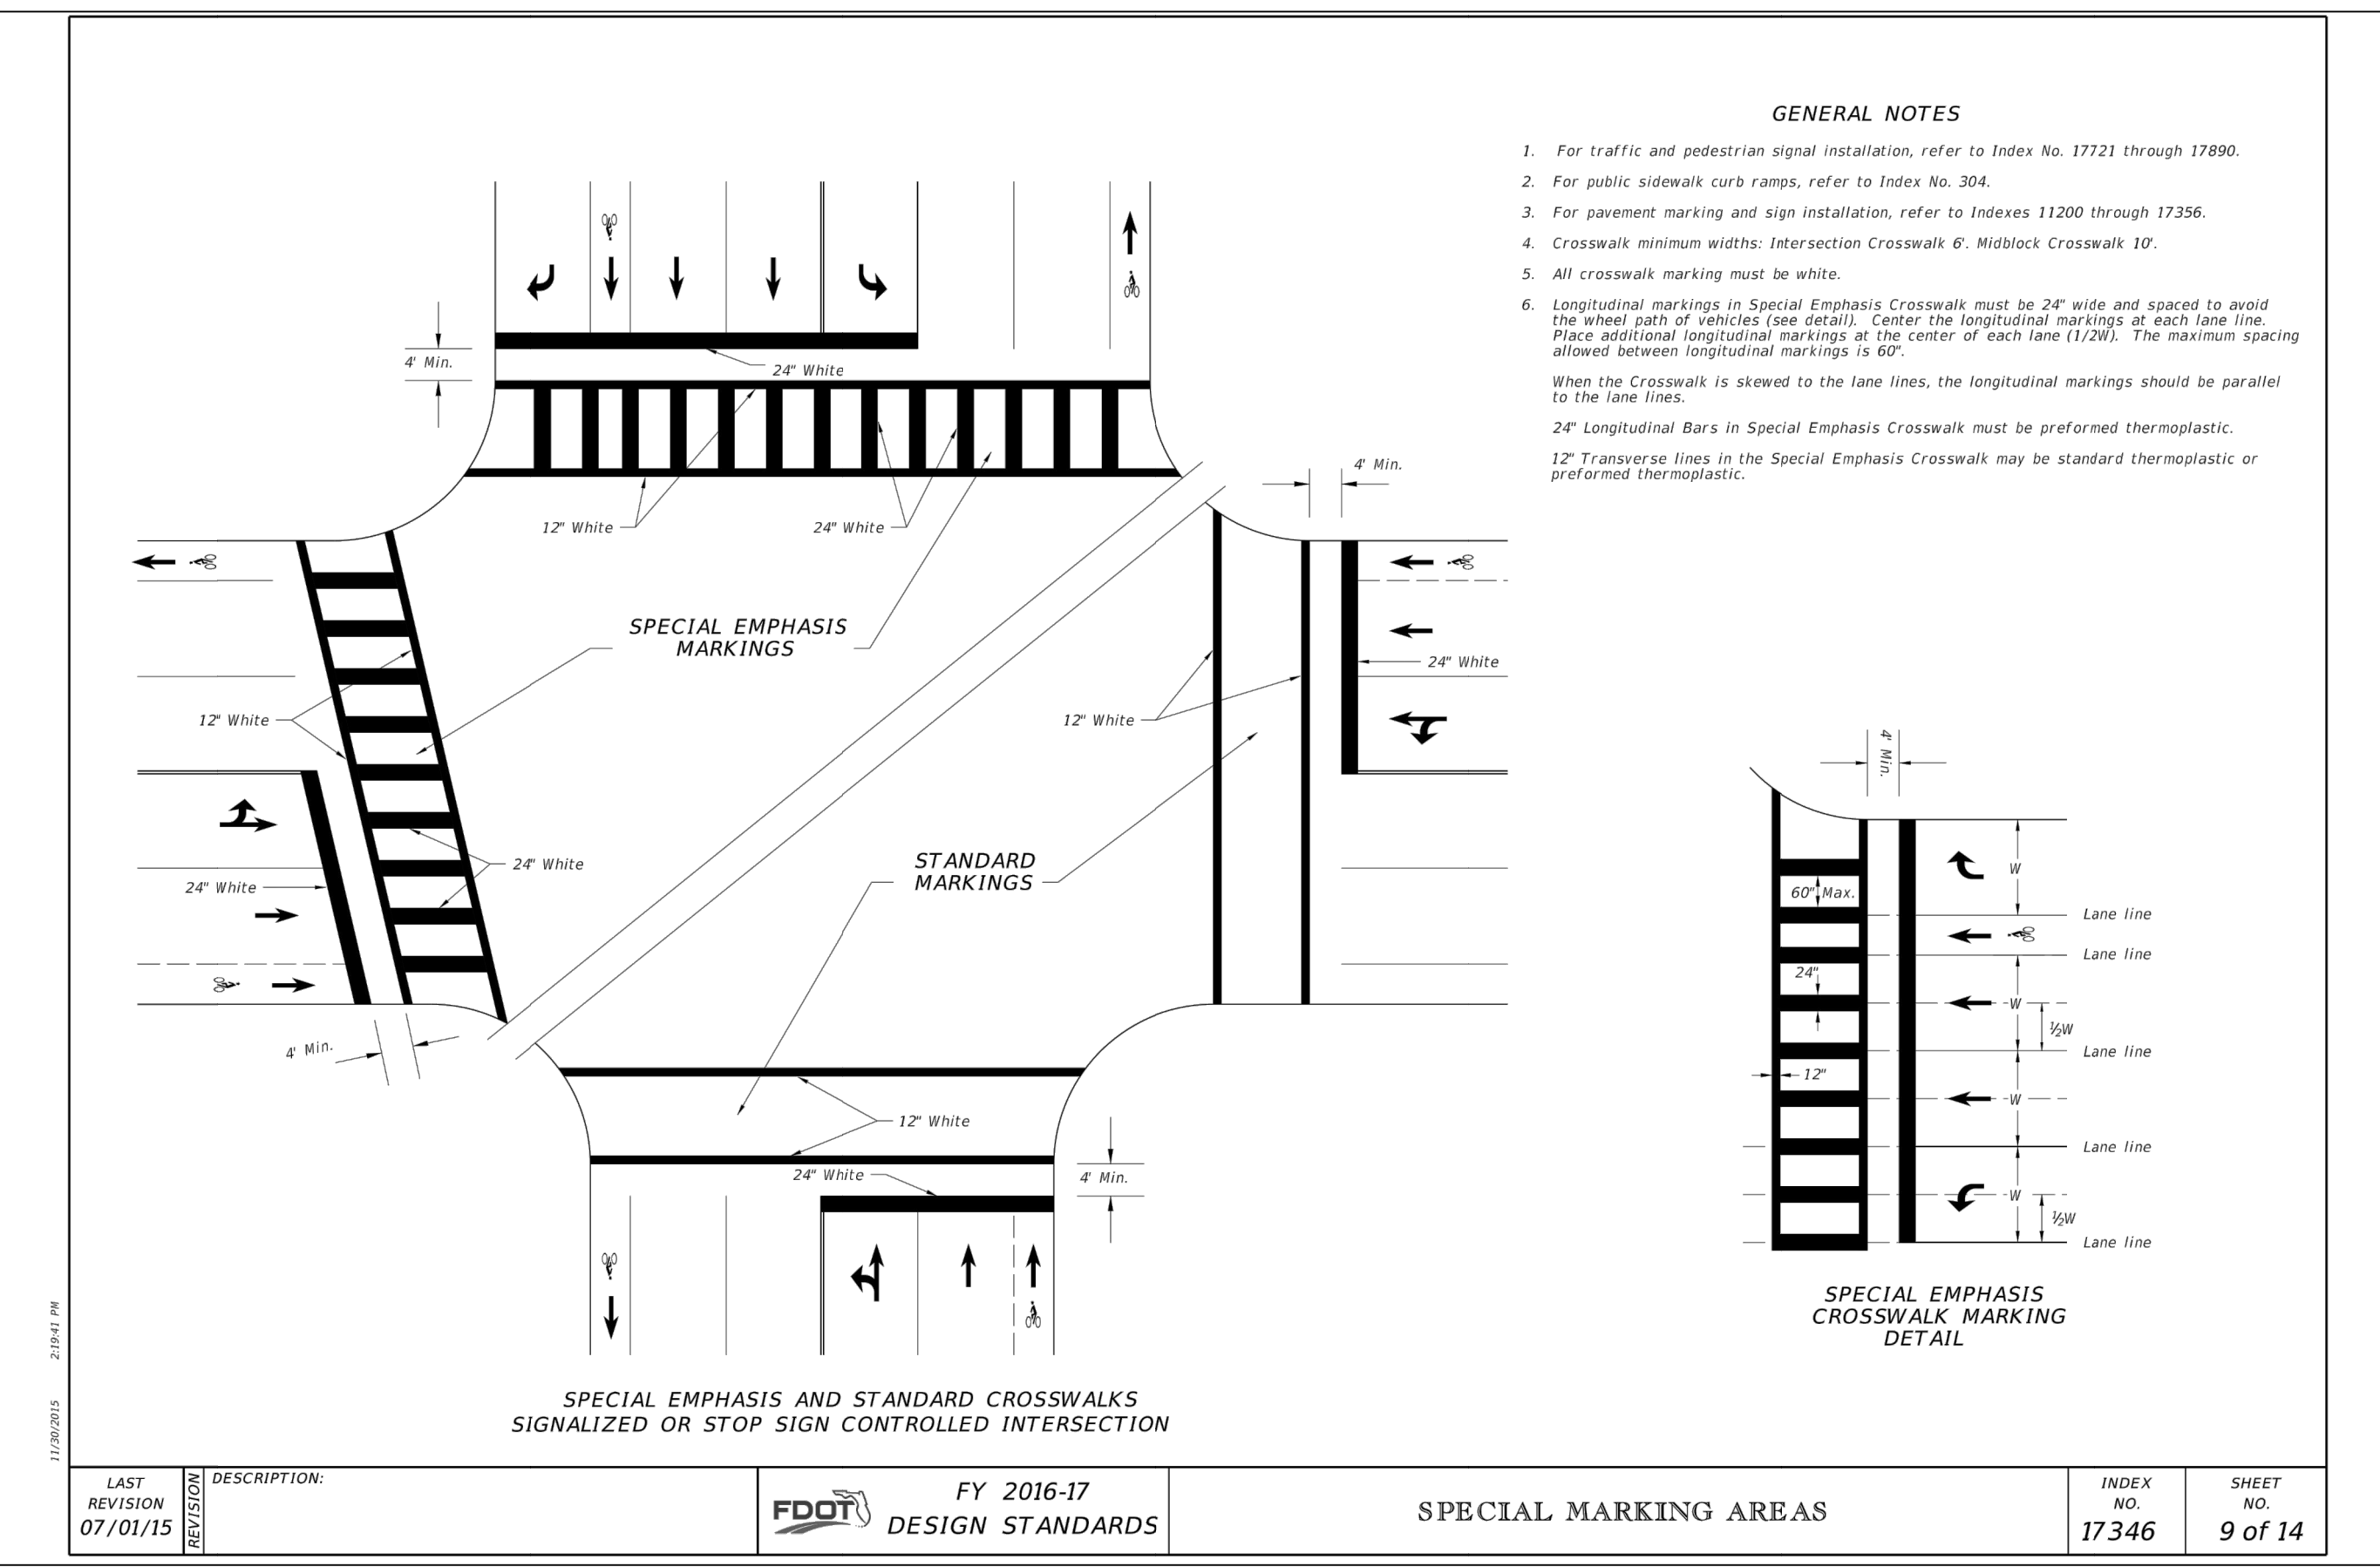 GENERAL NOTES
1. For traffic and pedestrian signal installation, refer to Index No. 17721 through 17890.
2. For public sidewalk curb ramps, refer to Index No. 304.
3. For pavement marking and sign installation, refer to Indexes 11200 through 17356.
4. Crosswalk minimum widths: Intersection Crosswalk 6'. Midblock Crosswalk 10'.
5. All crosswalk marking must be white.
6. Longitudinal markings in Special Emphasis Crosswalk must be 24" wide and spaced to avoid
the wheel path of vehicles (see detail). Center the longitudinal markings at each lane line.
Place additional longitudinal markings at the center of each lane (1/2W). The maximum spacing
allowed between longitudinal markings is 60".
When the Crosswalk is skewed to the lane lines, the longitudinal markings should be parallel
to the lane lines.
24" Longitudinal Bars in Special Emphasis Crosswalk must be preformed thermoplastic.
12" Transverse lines in the Special Emphasis Crosswalk may be standard thermoplastic or
preformed thermoplastic.
4' Min.
24" White
4' Min.
12" White
24" White
SPECIAL EMPHASIS
MARKINGS
24" White
12" White
12" White
24" White
24" White
STANDARD
MARKINGS
4' Min.
12" White
24" White
4' Min.
SPECIAL EMPHASIS AND STANDARD CROSSWALKS
SIGNALIZED OR STOP SIGN CONTROLLED INTERSECTION
4' Min.
W
60" Max.
Lane line
Lane line
24"
W
½W
Lane line
12"
W
Lane line
W
½W
Lane line
SPECIAL EMPHASIS
CROSSWALK MARKING
DETAIL
11/30/2015 2:19:41 PM
LAST
REVISION
07/01/15
REVISION
DESCRIPTION:
FDOT
FY 2016-17
DESIGN STANDARDS
SPECIAL MARKING AREAS
INDEX
NO.
17346
SHEET
NO.
9 of 14